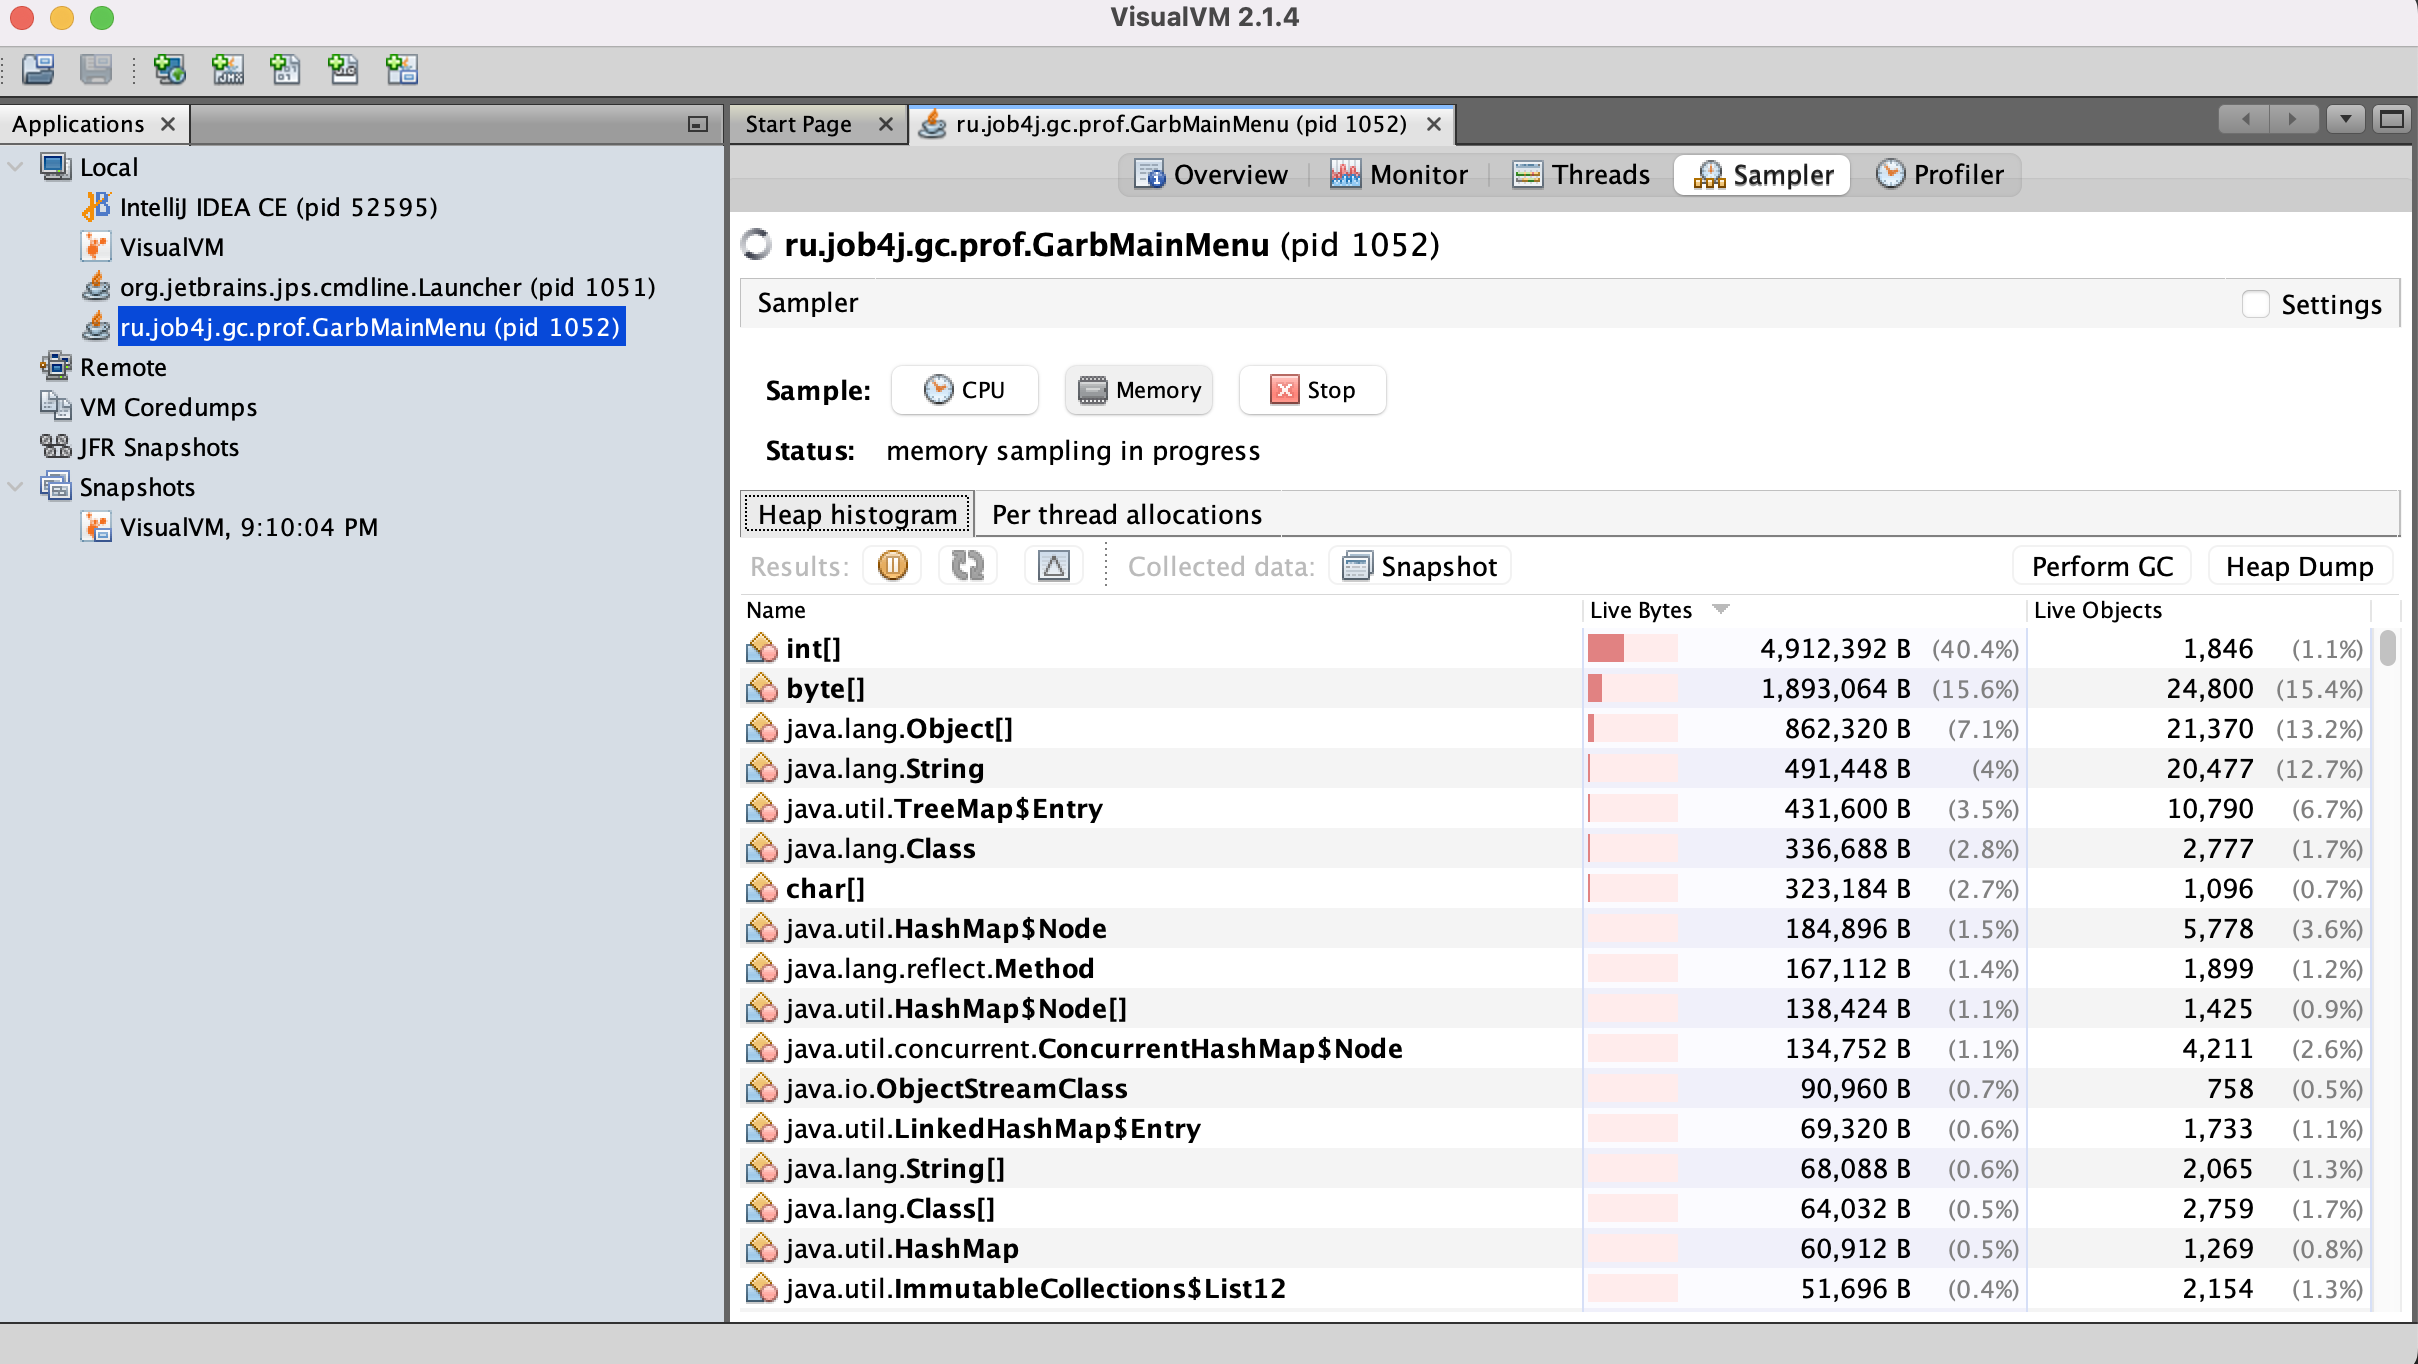 VisualVM 2.1.4
Applications
Local
IntelliJ IDEA CE (pid 52595)
VisualVM
org.jetbrains.jps.cmdline.Launcher (pid 1051)
ru.job4j.gc.prof.GarbMainMenu (pid 1052)
Remote
VM Coredumps
JFR Snapshots
Snapshots
VisualVM, 9:10:04 PM
Start Page
ru.job4j.gc.prof.GarbMainMenu (pid 1052)
Overview Monitor Threads Sampler Profiler
ru.job4j.gc.prof.GarbMainMenu (pid 1052)
Sampler Settings
Sample: CPU Memory Stop
Status: memory sampling in progress
Heap histogram Per thread allocations
Results: Collected data: Snapshot Perform GC Heap Dump
Name Live Bytes Live Objects
int[] 4,912,392 B (40.4%) 1,846 (1.1%)
byte[] 1,893,064 B (15.6%) 24,800 (15.4%)
java.lang.Object[] 862,320 B (7.1%) 21,370 (13.2%)
java.lang.String 491,448 B (4%) 20,477 (12.7%)
java.util.TreeMap$Entry 431,600 B (3.5%) 10,790 (6.7%)
java.lang.Class 336,688 B (2.8%) 2,777 (1.7%)
char[] 323,184 B (2.7%) 1,096 (0.7%)
java.util.HashMap$Node 184,896 B (1.5%) 5,778 (3.6%)
java.lang.reflect.Method 167,112 B (1.4%) 1,899 (1.2%)
java.util.HashMap$Node[] 138,424 B (1.1%) 1,425 (0.9%)
java.util.concurrent.ConcurrentHashMap$Node 134,752 B (1.1%) 4,211 (2.6%)
java.io.ObjectStreamClass 90,960 B (0.7%) 758 (0.5%)
java.util.LinkedHashMap$Entry 69,320 B (0.6%) 1,733 (1.1%)
java.lang.String[] 68,088 B (0.6%) 2,065 (1.3%)
java.lang.Class[] 64,032 B (0.5%) 2,759 (1.7%)
java.util.HashMap 60,912 B (0.5%) 1,269 (0.8%)
java.util.ImmutableCollections$List12 51,696 B (0.4%) 2,154 (1.3%)